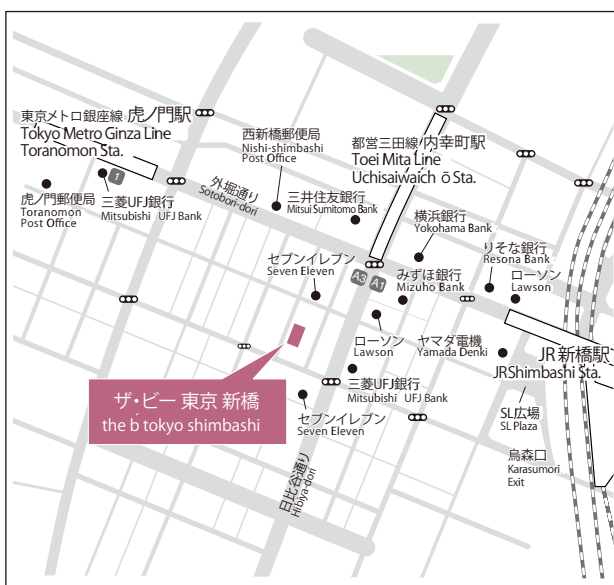 東京メトロ銀座線 虎ノ門駅
Tokyo Metro Ginza Line
Toranomon Sta.
1
虎ノ門郵便局
Toranomon
Post Office
三菱UFJ銀行
Mitsubishi UFJ Bank
西新橋郵便局
Nishi-shimbashi
Post Office
外堀通り
Sotobori-dori
三井住友銀行
Mitsui Sumitomo Bank
都営三田線 内幸町駅
Toei Mita Line
Uchisaiwaich ō Sta.
横浜銀行
Yokohama Bank
りそな銀行
Resona Bank
ローソン
Lawson
セブンイレブン
Seven Eleven
A3
A1
みずほ銀行
Mizuho Bank
ローソン
Lawson
ヤマダ電機
Yamada Denki
JR 新橋駅
JRShimbashi Sta.
三菱UFJ銀行
Mitsubishi UFJ Bank
ザ・ビー 東京 新橋
the b tokyo shimbashi
セブンイレブン
Seven Eleven
SL広場
SL Plaza
烏森口
Karasumori
Exit
日比谷通り
Hibiya-dori